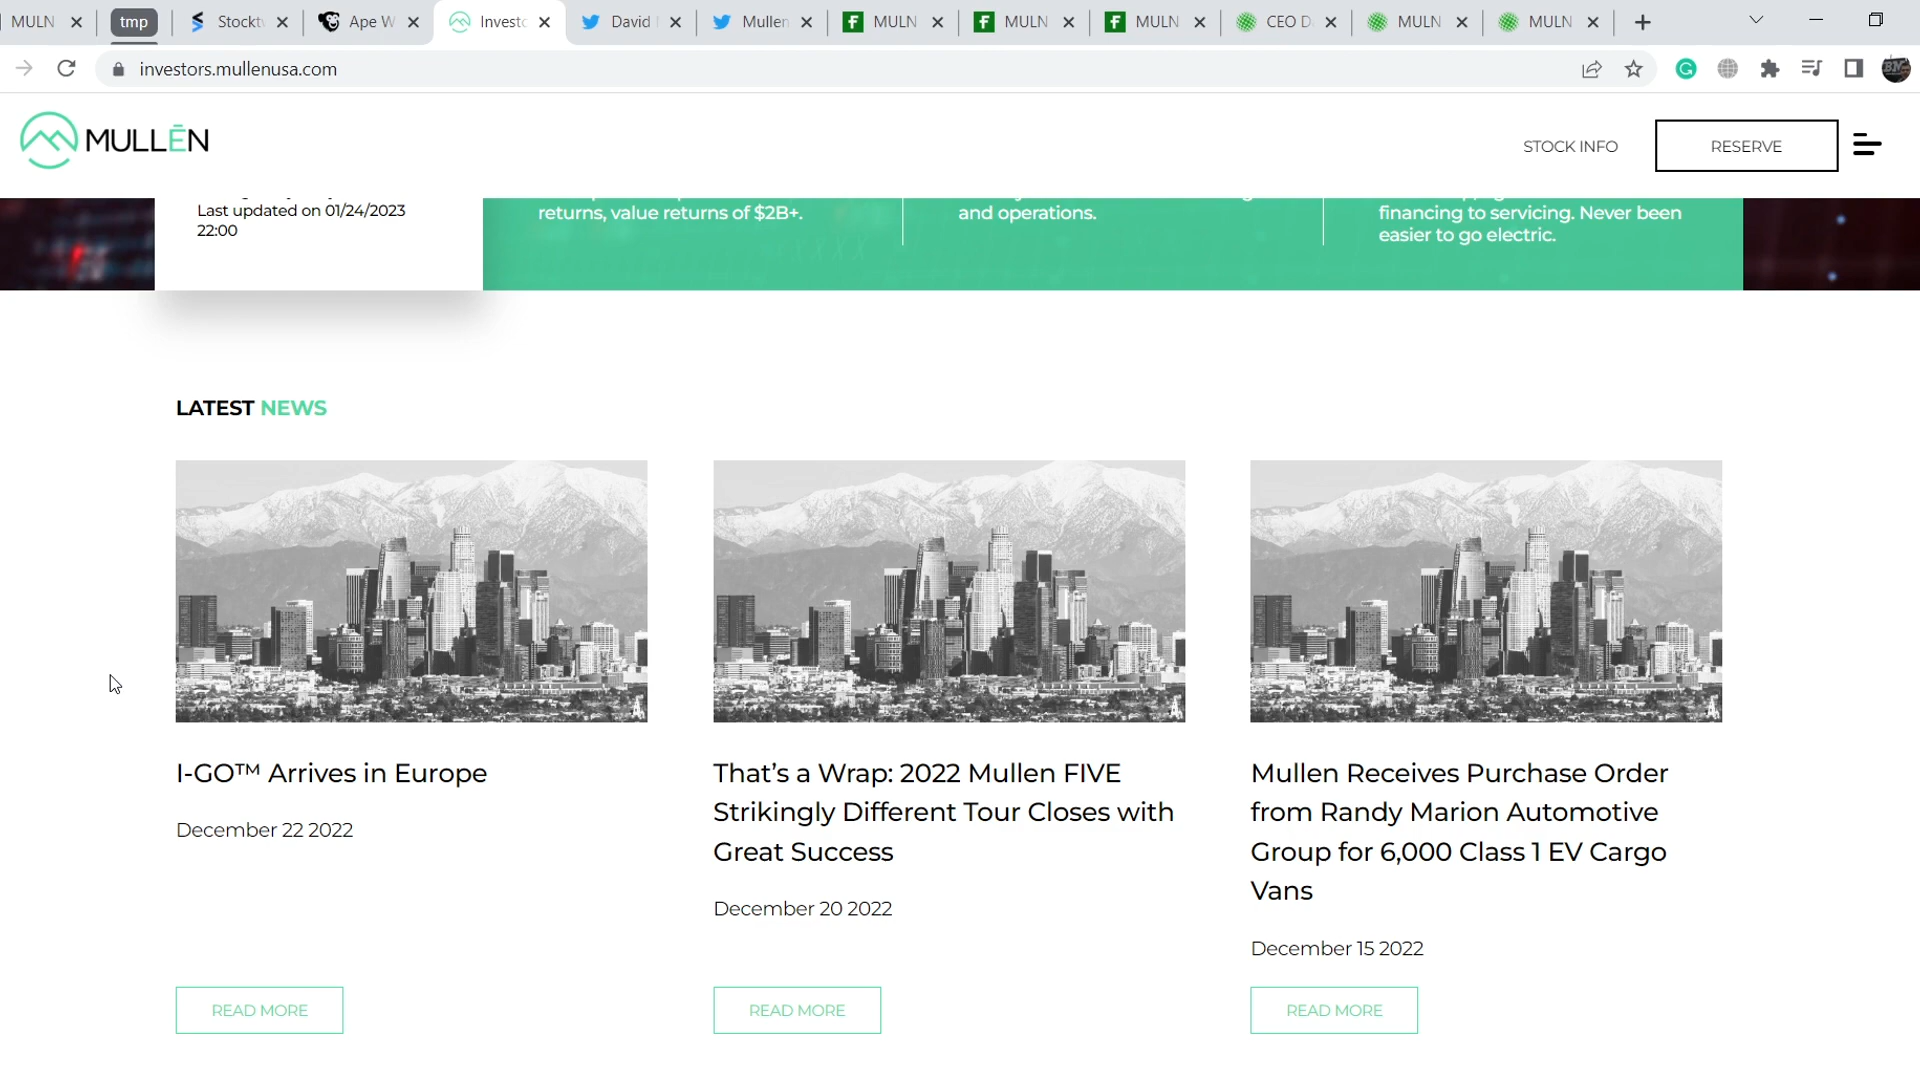 MULN
tmp
Stockt
Ape W
Investo
David
Mullen
MULN
MULN
MULN
CEO D
MULN
MULN
investors.mullenusa.com
MULLĒN
STOCK INFO
RESERVE
Last updated on 01/24/2023
22:00
returns, value returns of $2B+.
and operations.
financing to servicing. Never been
easier to go electric.
LATEST NEWS
I-GO™ Arrives in Europe
December 22 2022
READ MORE
That’s a Wrap: 2022 Mullen FIVE
Strikingly Different Tour Closes with
Great Success
December 20 2022
READ MORE
Mullen Receives Purchase Order
from Randy Marion Automotive
Group for 6,000 Class 1 EV Cargo
Vans
December 15 2022
READ MORE